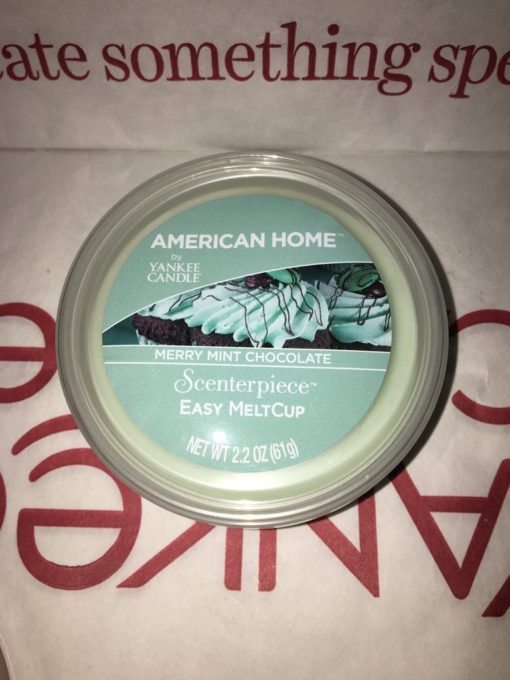 ate something spe
AMERICAN HOME™
by
YANKEE
CANDLE®
MERRY MINT CHOCOLATE
Scenterpiece™
EASY MELTCUP
NET WT 2.2 OZ (61g)